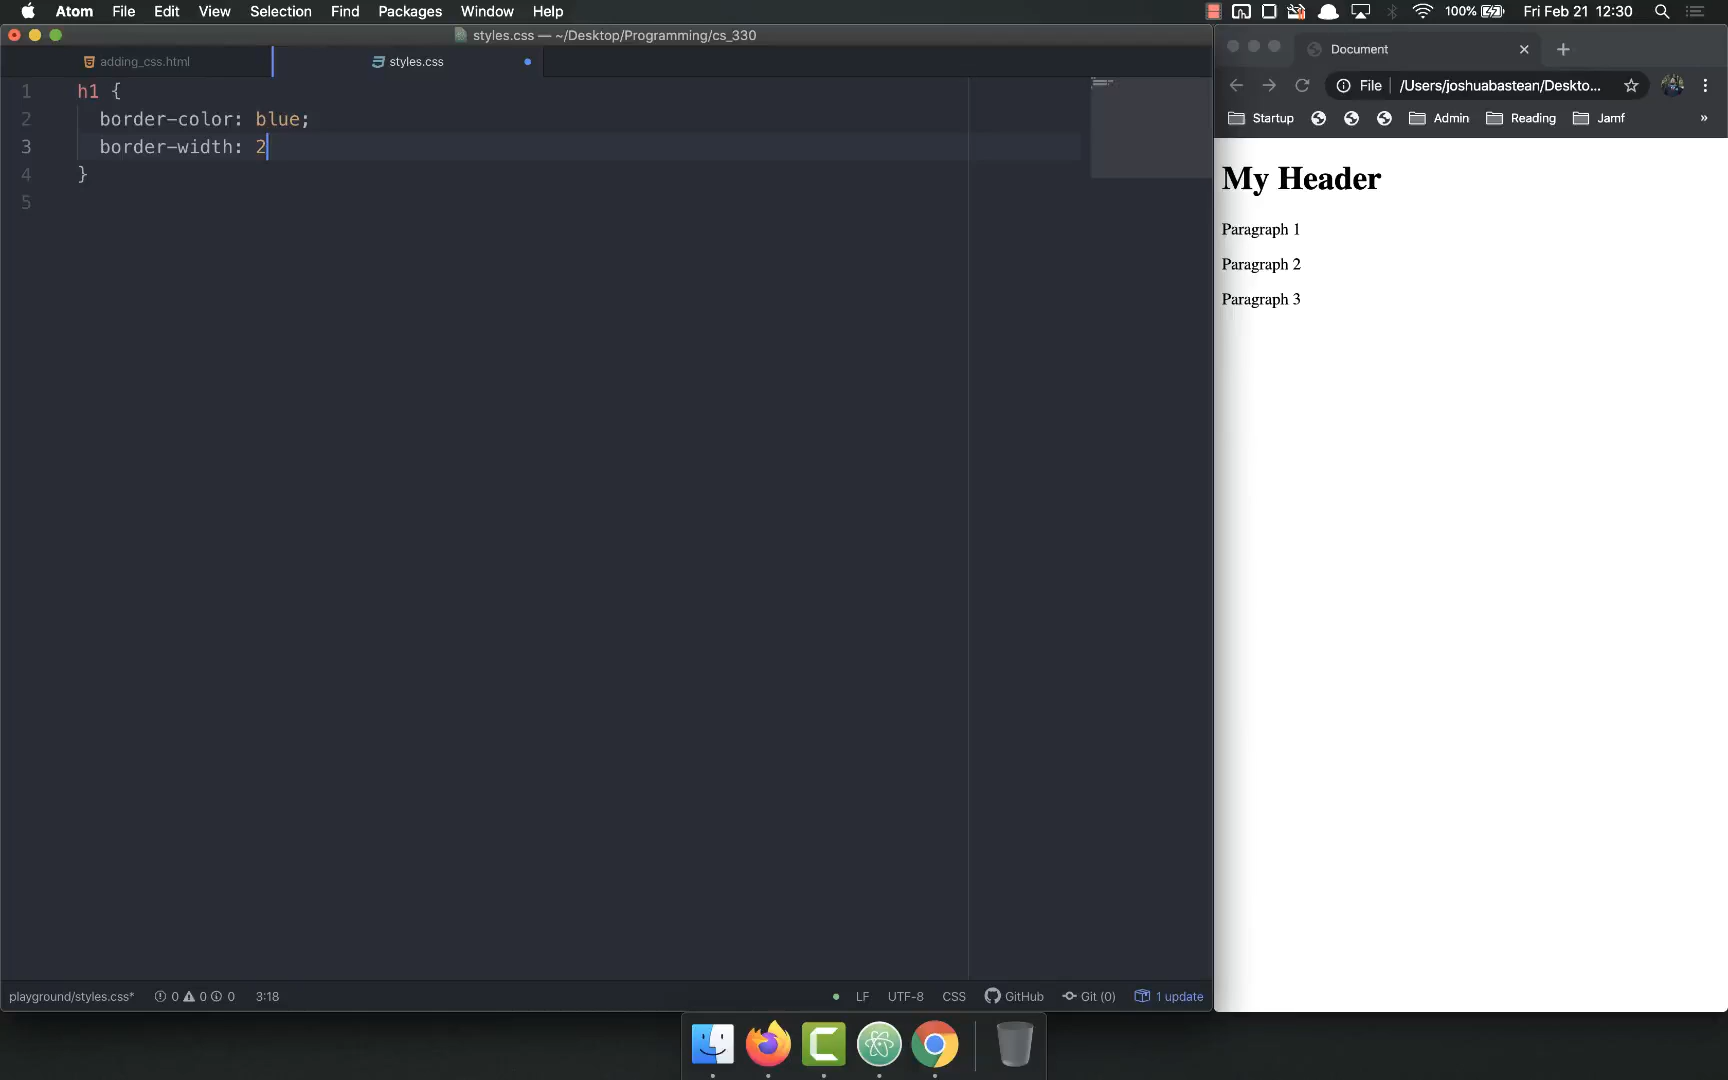 Atom File Edit View Selection Find Packages Window Help 100% Fri Feb 21 12:30
styles.css — ~/Desktop/Programming/cs_330
adding_css.html styles.css
1 h1 {
2 border-color: blue;
3 border-width: 2
4 }
5
playground/styles.css* 0 0 0 3:18 LF UTF-8 CSS GitHub Git (0) 1 update
Document
File | /Users/joshuabastean/Deskto...
Startup Admin Reading Jamf »
My Header
Paragraph 1
Paragraph 2
Paragraph 3